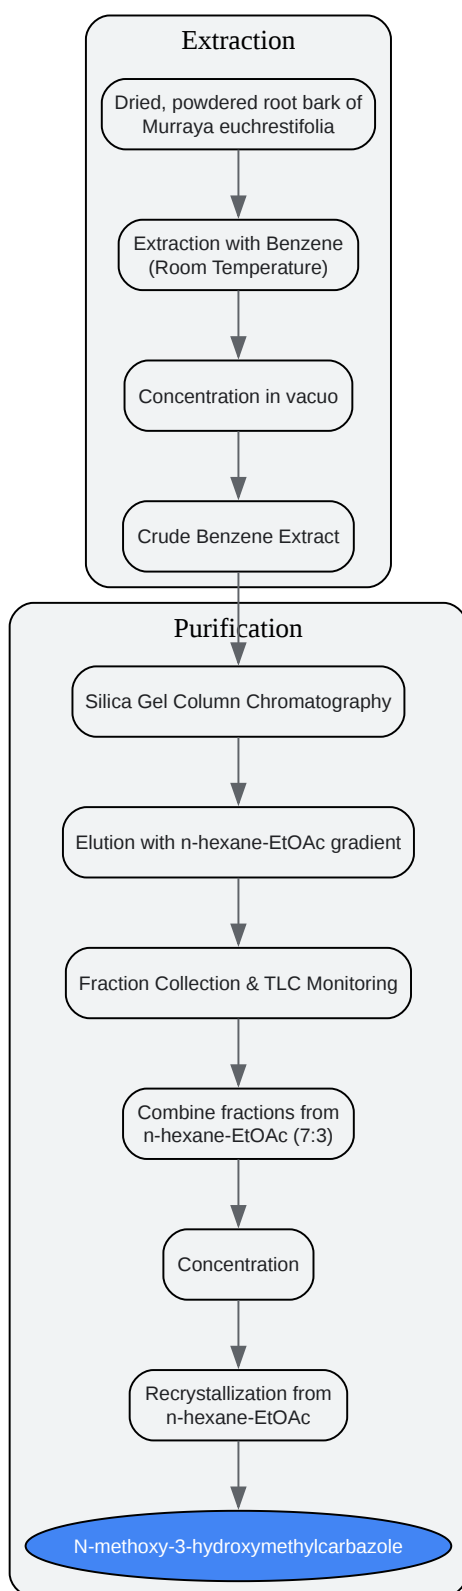 Extraction
Dried, powdered root bark of
Murraya euchrestifolia
Extraction with Benzene
(Room Temperature)
Concentration in vacuo
Crude Benzene Extract
Purification
Silica Gel Column Chromatography
Elution with n-hexane-EtOAc gradient
Fraction Collection & TLC Monitoring
Combine fractions from
n-hexane-EtOAc (7:3)
Concentration
Recrystallization from
n-hexane-EtOAc
N-methoxy-3-hydroxymethylcarbazole